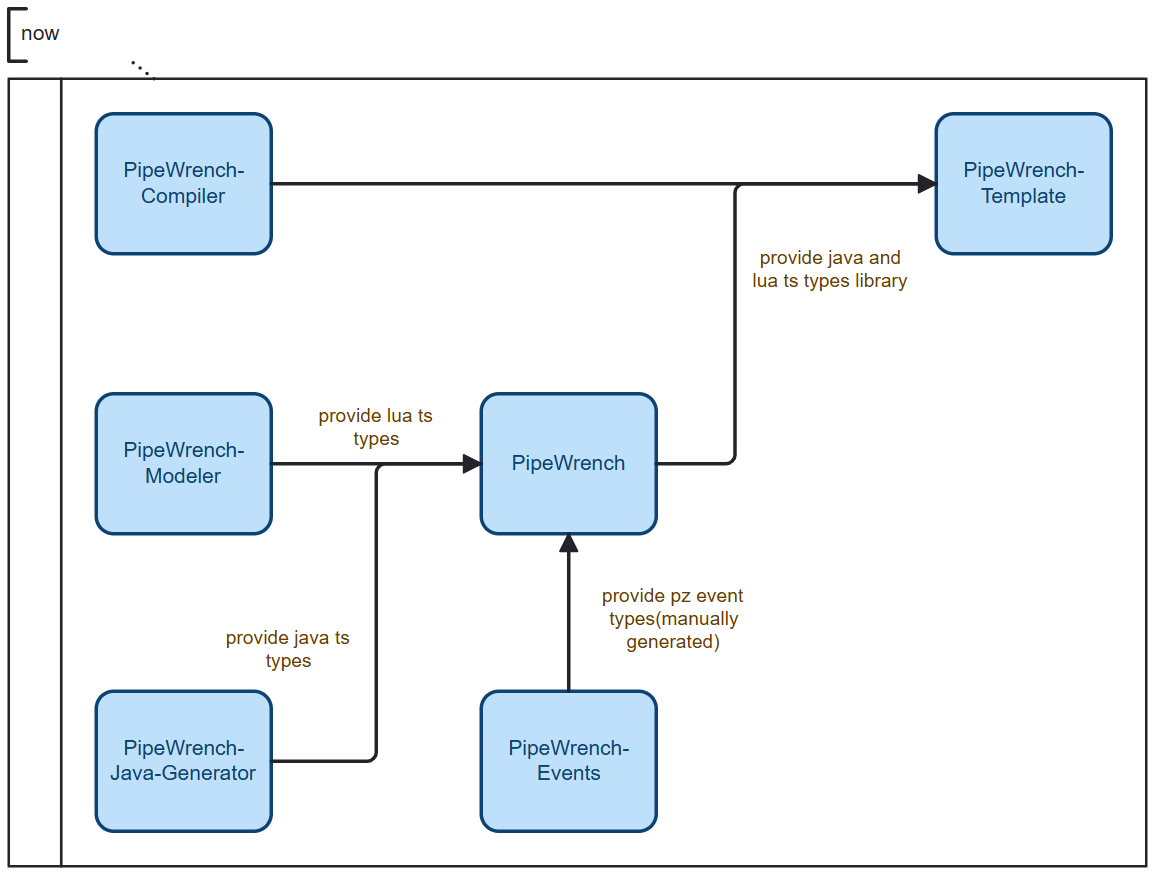 now
PipeWrench-
Compiler
PipeWrench-
Template
provide java and
lua ts types library
PipeWrench-
Modeler
provide lua ts
types
PipeWrench
provide java ts
types
provide pz event
types(manually
generated)
PipeWrench-
Java-Generator
PipeWrench-
Events